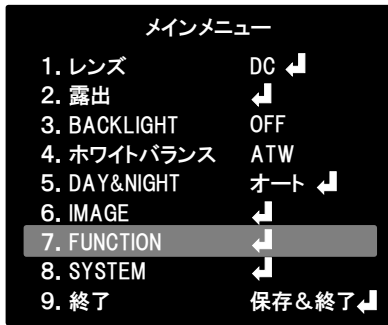 メインメニュー
1. レンズ DC ↲
2. 露出 ↲
3. BACKLIGHT OFF
4. ホワイトバランス ATW
5. DAY&NIGHT オート ↲
6. IMAGE ↲
7. FUNCTION ↲
8. SYSTEM ↲
9. 終了 保存&終了↲